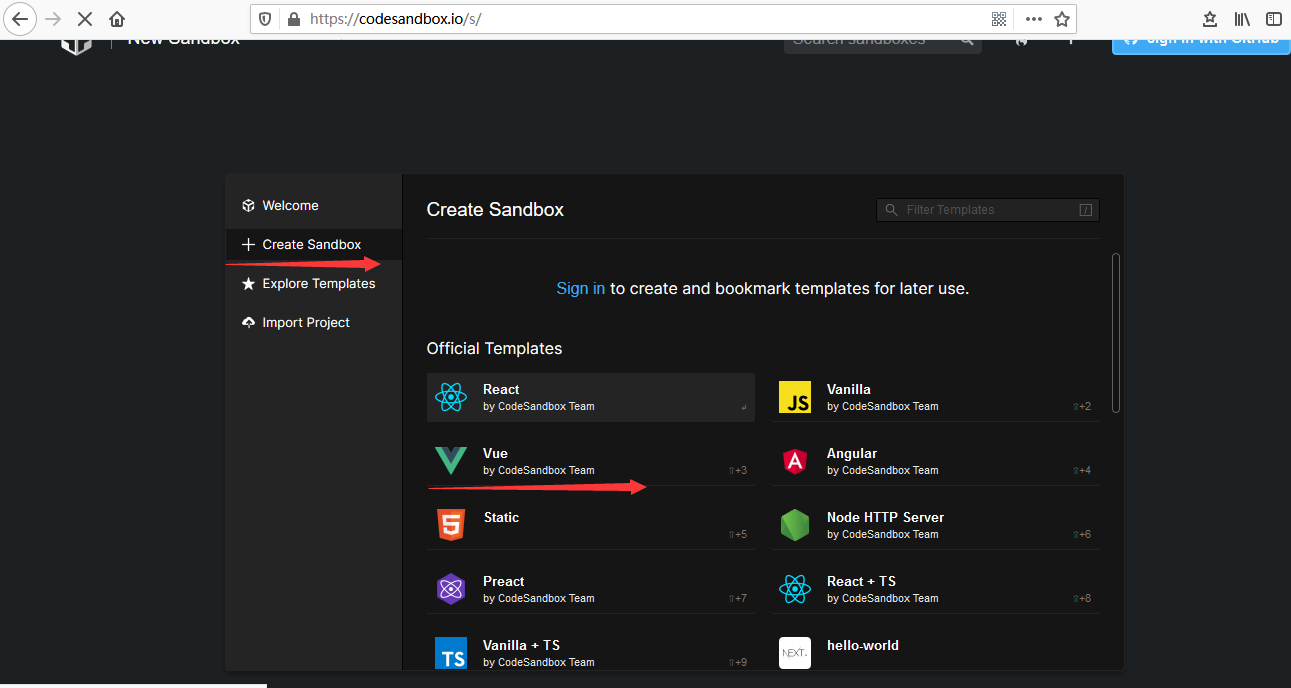 https://codesandbox.io/s/
New Sandbox
Search sandboxes
Sign in with GitHub
Welcome
Create Sandbox
Explore Templates
Import Project
Create Sandbox
Filter Templates
/
Sign in to create and bookmark templates for later use.
Official Templates
React
by CodeSandbox Team
Vanilla
by CodeSandbox Team
⇧+2
JS
Vue
by CodeSandbox Team
⇧+3
Angular
by CodeSandbox Team
⇧+4
A
Static
⇧+5
5
Node HTTP Server
by CodeSandbox Team
⇧+6
Preact
by CodeSandbox Team
⇧+7
React + TS
by CodeSandbox Team
⇧+8
Vanilla + TS
by CodeSandbox Team
⇧+9
TS
hello-world
NEXT.